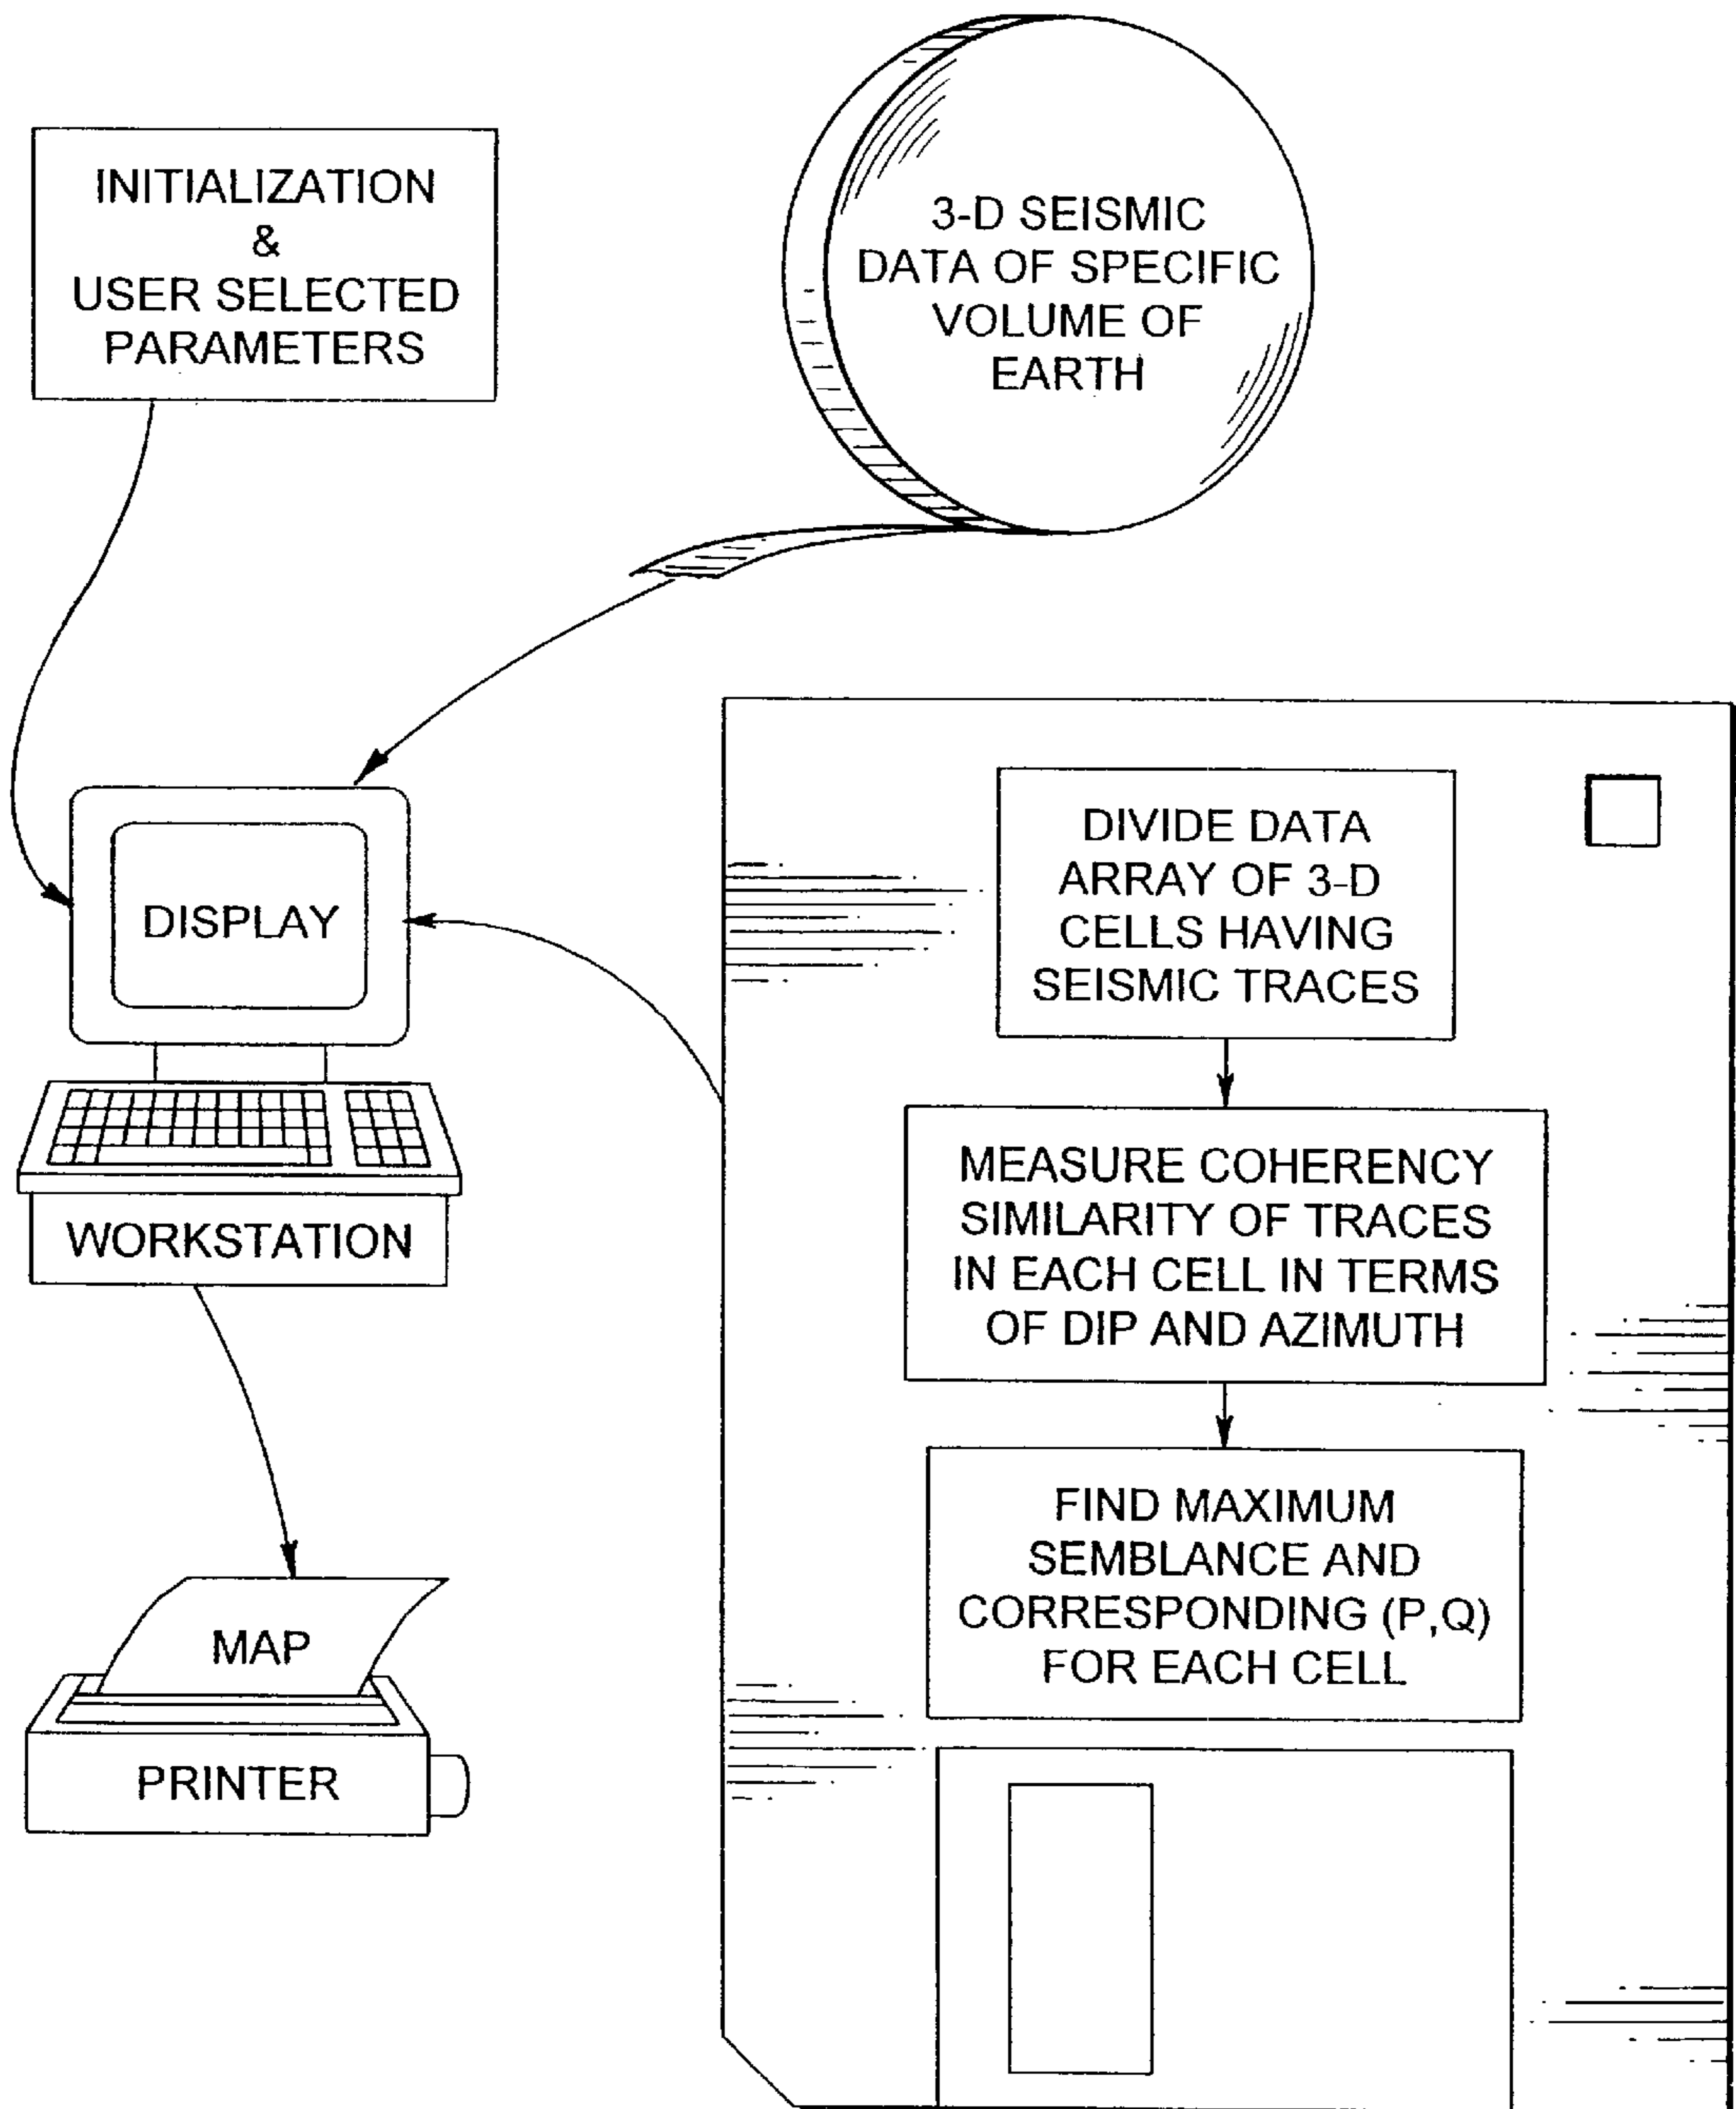 INITIALIZATION
&
USER SELECTED
PARAMETERS
3-D SEISMIC
DATA OF SPECIFIC
VOLUME OF
EARTH
DISPLAY
WORKSTATION
MAP
PRINTER
DIVIDE DATA
ARRAY OF 3-D
CELLS HAVING
SEISMIC TRACES
MEASURE COHERENCY
SIMILARITY OF TRACES
IN EACH CELL IN TERMS
OF DIP AND AZIMUTH
FIND MAXIMUM
SEMBLANCE AND
CORRESPONDING (P,Q)
FOR EACH CELL